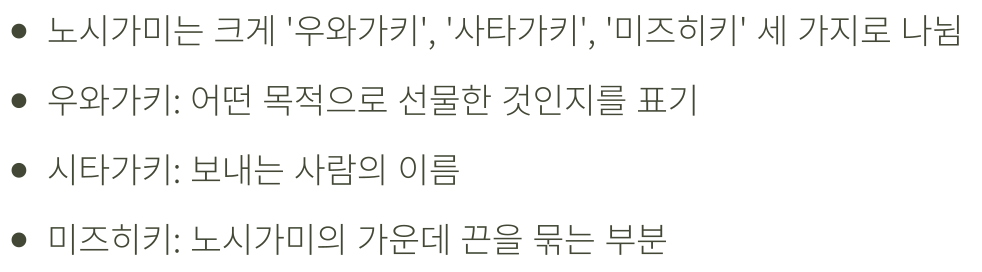 • 노시가미는 크게 '우와가키', '사타가키', '미즈히키' 세 가지로 나뉨
• 우와가키: 어떤 목적으로 선물한 것인지를 표기
• 시타가키: 보내는 사람의 이름
• 미즈히키: 노시가미의 가운데 끈을 묶는 부분